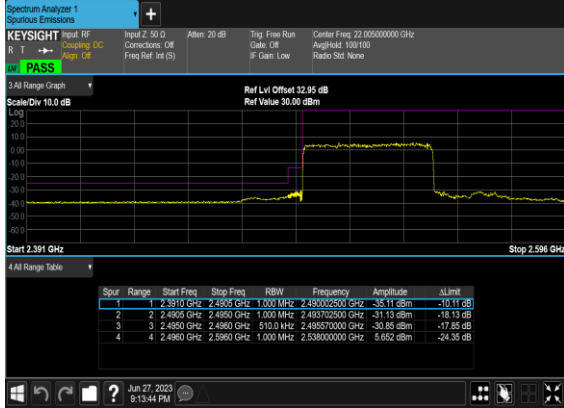 Spectrum Analyzer 1
Spurious Emissions
+
KEYSIGHT Input: RF Input Z: 50 Ω Atten: 20 dB Trig: Free Run Center Freq: 22.005000000 GHz
R T Coupling: DC Corrections: Off Gate: Off Avg|Hold: 100/100
Align: Off Freq Ref: Int (S) IF Gain: Low Radio Std: None
PASS
3 All Range Graph
Ref Lvl Offset 32.95 dB
Scale/Div 10.0 dB Ref Value 30.00 dBm
Log
20.0
10.0
0.00
-10.0
-20.0
-30.0
-40.0
-50.0
-60.0
Start 2.391 GHz Stop 2.596 GHz
4 All Range Table
Spur Range Start Freq Stop Freq RBW Frequency Amplitude ΔLimit
1 1 2.3910 GHz 2.4905 GHz 1.000 MHz 2.490002500 GHz -35.11 dBm -10.11 dB
2 2 2.4905 GHz 2.4950 GHz 1.000 MHz 2.493702500 GHz -31.13 dBm -18.13 dB
3 3 2.4950 GHz 2.4960 GHz 510.0 kHz 2.495570000 GHz -30.85 dBm -17.85 dB
4 4 2.4960 GHz 2.5960 GHz 1.000 MHz 2.538000000 GHz 5.652 dBm -24.35 dB
?
Jun 27, 2023
9:13:44 PM